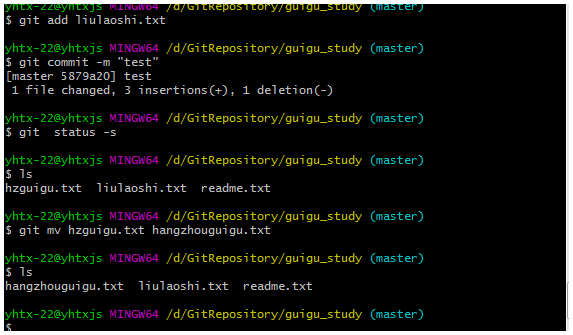 yhtx-22@yhtxjs MINGW64 /d/GitRepository/guigu_study (master)
$ git add liulaoshi.txt
yhtx-22@yhtxjs MINGW64 /d/GitRepository/guigu_study (master)
$ git commit -m "test"
[master 5879a20] test
1 file changed, 3 insertions(+), 1 deletion(-)
yhtx-22@yhtxjs MINGW64 /d/GitRepository/guigu_study (master)
$ git  status -s
yhtx-22@yhtxjs MINGW64 /d/GitRepository/guigu_study (master)
$ ls
hzguigu.txt  liulaoshi.txt  readme.txt
yhtx-22@yhtxjs MINGW64 /d/GitRepository/guigu_study (master)
$ git mv hzguigu.txt hangzhouguigu.txt
yhtx-22@yhtxjs MINGW64 /d/GitRepository/guigu_study (master)
$ ls
hangzhouguigu.txt  liulaoshi.txt  readme.txt
yhtx-22@yhtxjs MINGW64 /d/GitRepository/guigu_study (master)
$